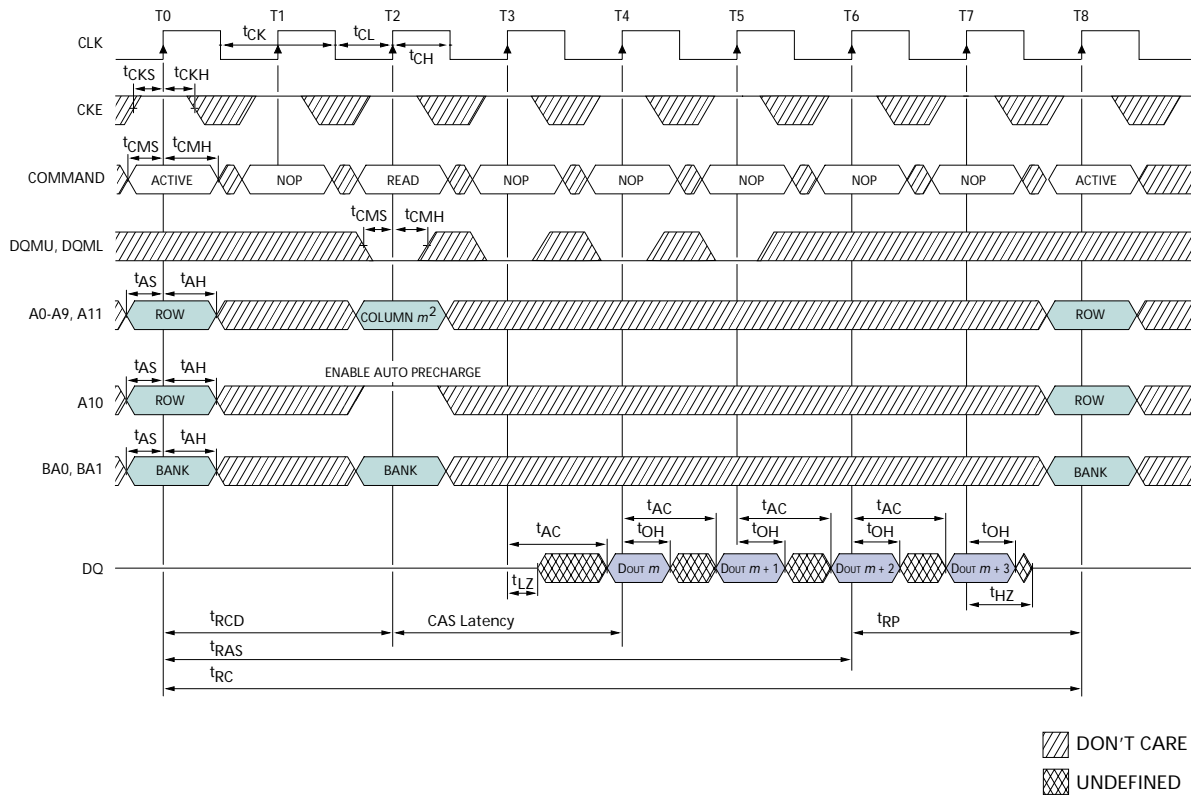 T0 T1 T2 T3 T4 T5 T6 T7 T8
CLK
tCK tCL
tCH
tCKS tCKH
CKE
tCMS tCMH
COMMAND ACTIVE NOP READ NOP NOP NOP NOP NOP ACTIVE
tCMS tCMH
DQMU, DQML
tAS tAH
A0-A9, A11 ROW COLUMN m2 ROW
tAS tAH ENABLE AUTO PRECHARGE
A10 ROW ROW
tAS tAH
BA0, BA1 BANK BANK BANK
tAC tAC tAC tAC
tOH tOH tOH tOH
DQ DOUT m DOUT m + 1 DOUT m + 2 DOUT m + 3
tLZ tHZ
tRCD CAS Latency tRP
tRAS
tRC
DON'T CARE
UNDEFINED